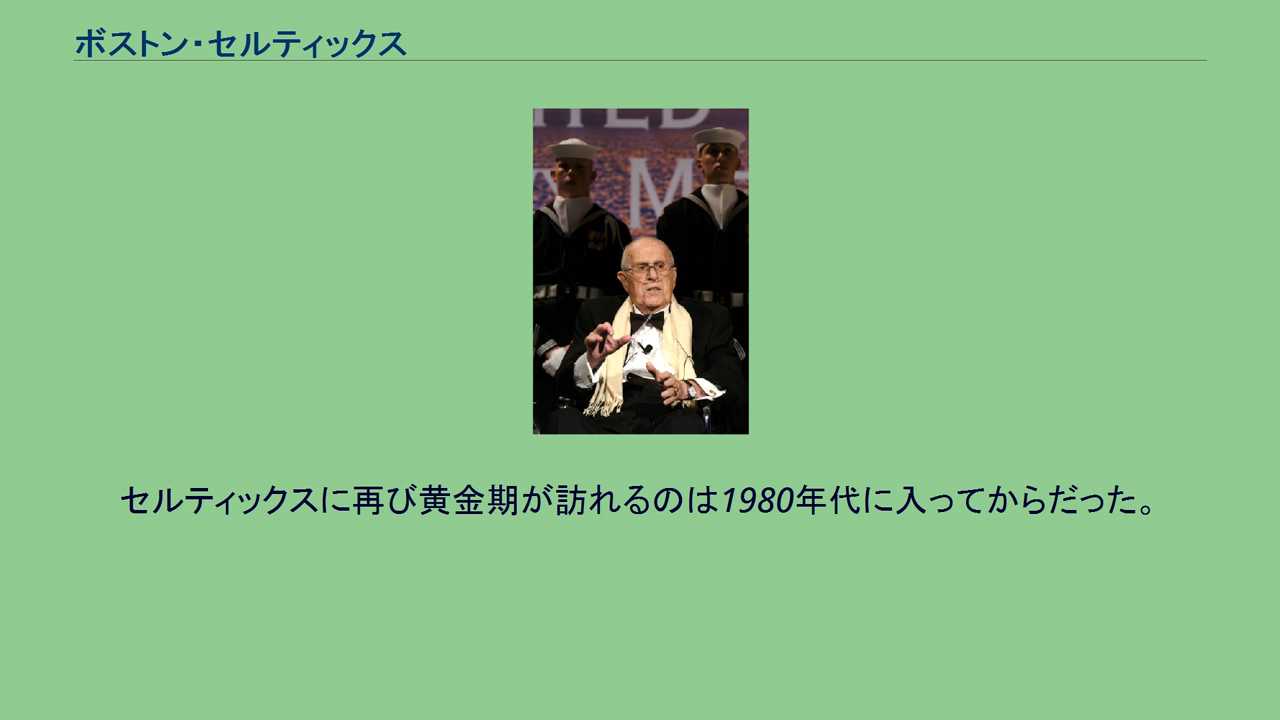 ボストン・セルティックス
セルティックスに再び黄金期が訪れるのは1980年代に入ってからだった。